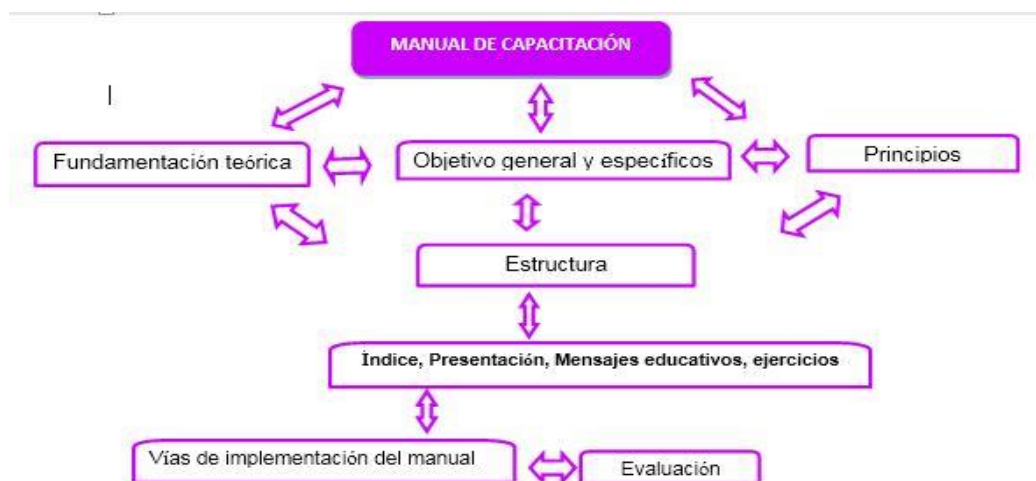 MANUAL DE CAPACITACIÓN
Fundamentación teórica
Objetivo general y específicos
Principios
Estructura
Índice, Presentación, Mensajes educativos, ejercicios
Vías de implementación del manual
Evaluación